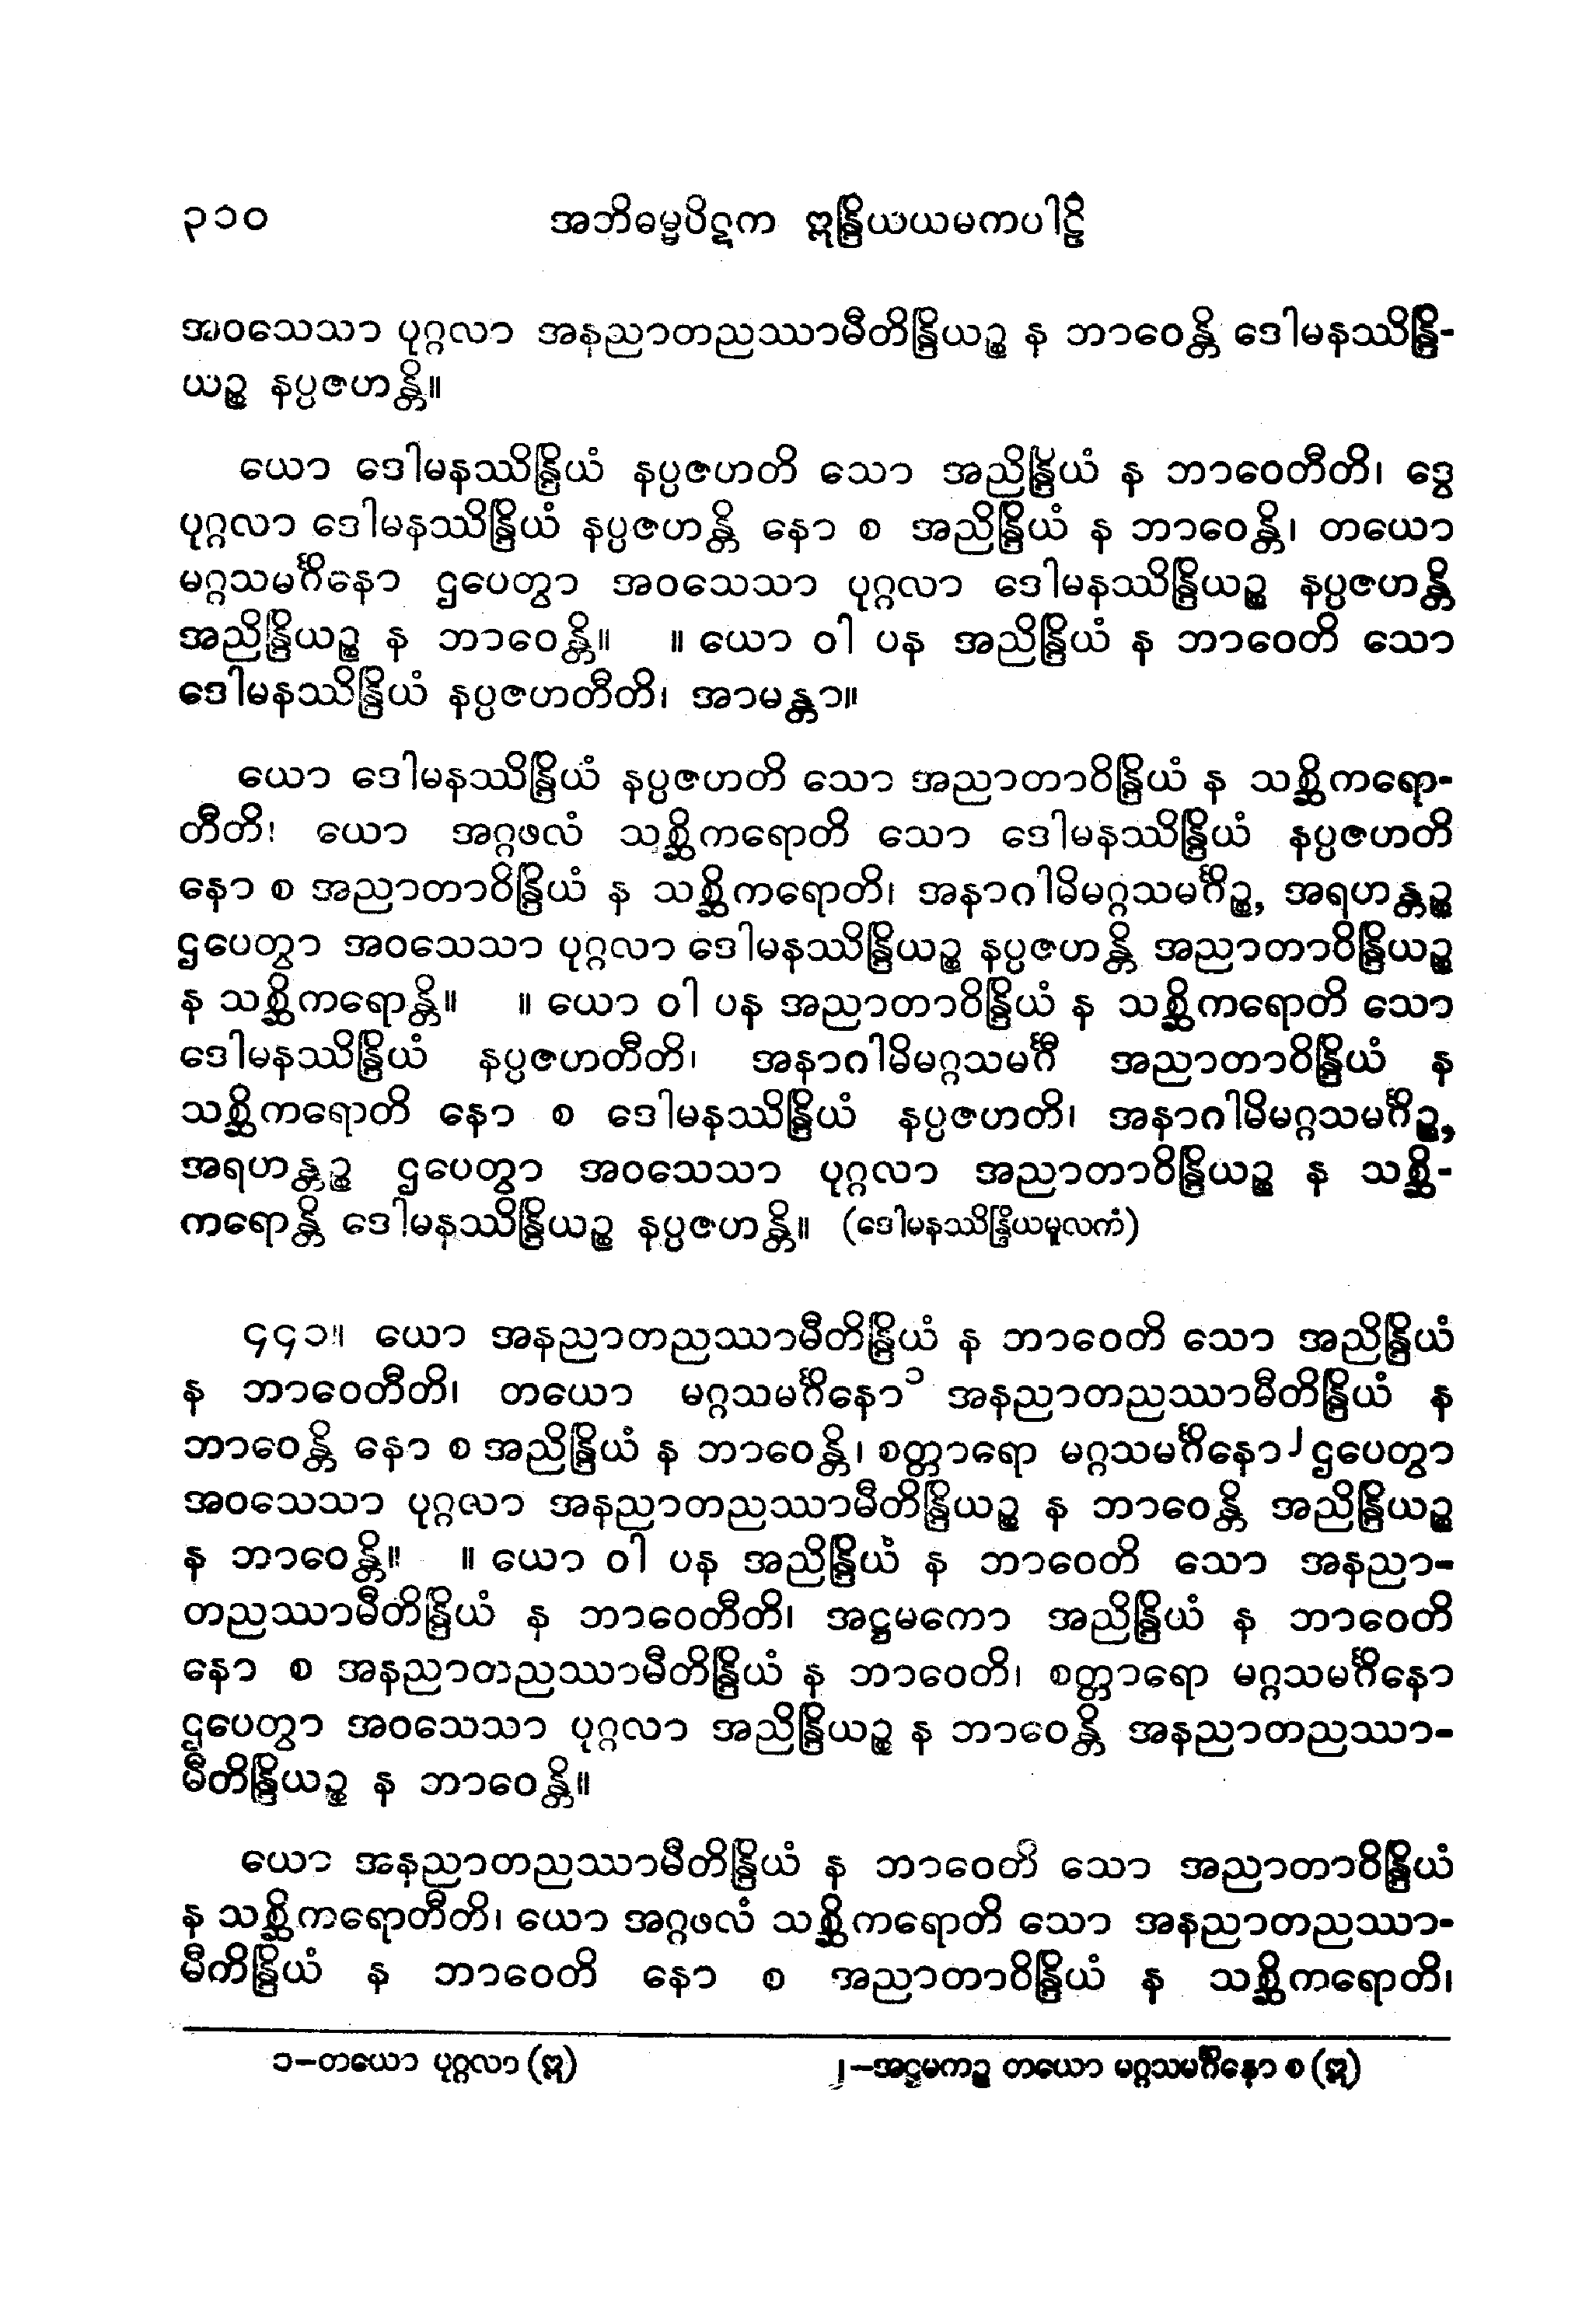 ၃၁၀ အဘိဓမ္မပိဋက ဣန္ဒြိယယမကပါဠိ
အဝသေသာ ပုဂ္ဂလာ အနညာတညဿာမီတိန္ဒြိယဉ္စ န ဘာဝေန္တိ ဒေါမနဿိန္ဒြိ-
ယဉ္စ နပ္ပဇဟန္တိ။
ယော ဒေါမနဿိန္ဒြိယံ နပ္ပဇဟတိ သော အညိန္ဒြိယံ န ဘာဝေတီတိ၊ ဒွေ
ပုဂ္ဂလာ ဒေါမနဿိန္ဒြိယံ နပ္ပဇဟန္တိ နော စ အညိန္ဒြိယံ န ဘာဝေန္တိ၊ တယော
မဂ္ဂသမင်္ဂိနော ဌပေတွာ အဝသေသာ ပုဂ္ဂလာ ဒေါမနဿိန္ဒြိယဉ္စ နပ္ပဇဟန္တိ
အညိန္ဒြိယဉ္စ န ဘာဝေန္တိ။ ။ ယော ဝါ ပန အညိန္ဒြိယံ န ဘာဝေတိ သော
ဒေါမနဿိန္ဒြိယံ နပ္ပဇဟတီတိ၊ အာမန္တာ။
ယော ဒေါမနဿိန္ဒြိယံ နပ္ပဇဟတိ သော အညာတာဝိန္ဒြိယံ န သစ္ဆိကရော-
တီတိ၊ ယော အဂ္ဂဖလံ သစ္ဆိကရောတိ သော ဒေါမနဿိန္ဒြိယံ နပ္ပဇဟတိ
နော စ အညာတာဝိန္ဒြိယံ န သစ္ဆိကရောတိ၊ အနာဂါမိမဂ္ဂသမင်္ဂိဉ္စ, အရဟန္တဉ္စ
ဌပေတွာ အဝသေသာ ပုဂ္ဂလာ ဒေါမနဿိန္ဒြိယဉ္စ နပ္ပဇဟန္တိ အညာတာဝိန္ဒြိယဉ္စ
န သစ္ဆိကရောန္တိ။ ။ ယော ဝါ ပန အညာတာဝိန္ဒြိယံ န သစ္ဆိကရောတိ သော
ဒေါမနဿိန္ဒြိယံ နပ္ပဇဟတီတိ၊ အနာဂါမိမဂ္ဂသမင်္ဂီ အညာတာဝိန္ဒြိယံ န
သစ္ဆိကရောတိ နော စ ဒေါမနဿိန္ဒြိယံ နပ္ပဇဟတိ၊ အနာဂါမိမဂ္ဂသမင်္ဂိဉ္စ,
အရဟန္တဉ္စ ဌပေတွာ အဝသေသာ ပုဂ္ဂလာ အညာတာဝိန္ဒြိယဉ္စ န သစ္ဆိ-
ကရောန္တိ ဒေါမနဿိန္ဒြိယဉ္စ နပ္ပဇဟန္တိ။ (ဒေါမနဿိန္ဒြိယမူလကံ)
၄၄၁။ ယော အနညာတညဿာမီတိန္ဒြိယံ န ဘာဝေတိ သော အညိန္ဒြိယံ
န ဘာဝေတီတိ၊ တယော မဂ္ဂသမင်္ဂိနော၁ အနညာတညဿာမီတိန္ဒြိယံ န
ဘာဝေန္တိ နော စ အညိန္ဒြိယံ န ဘာဝေန္တိ၊ စတ္တာရော မဂ္ဂသမင်္ဂိနော၂ ဌပေတွာ
အဝသေသာ ပုဂ္ဂလာ အနညာတညဿာမီတိန္ဒြိယဉ္စ န ဘာဝေန္တိ အညိန္ဒြိယဉ္စ
န ဘာဝေန္တိ။ ။ ယော ဝါ ပန အညိန္ဒြိယံ န ဘာဝေတိ သော အနညာ-
တညဿာမီတိန္ဒြိယံ န ဘာဝေတီတိ၊ အဋ္ဌမကော အညိန္ဒြိယံ န ဘာဝေတိ
နော စ အနညာတညဿာမီတိန္ဒြိယံ န ဘာဝေတိ၊ စတ္တာရော မဂ္ဂသမင်္ဂိနော
ဌပေတွာ အဝသေသာ ပုဂ္ဂလာ အညိန္ဒြိယဉ္စ န ဘာဝေန္တိ အနညာတညဿာ-
မီတိန္ဒြိယဉ္စ န ဘာဝေန္တိ။
ယော အနညာတညဿာမီတိန္ဒြိယံ န ဘာဝေတိ သော အညာတာဝိန္ဒြိယံ
န သစ္ဆိကရောတီတိ၊ ယော အဂ္ဂဖလံ သစ္ဆိကရောတိ သော အနညာတညဿာ-
မီတိန္ဒြိယံ န ဘာဝေတိ နော စ အညာတာဝိန္ဒြိယံ န သစ္ဆိကရောတိ၊
၁–တယော ပုဂ္ဂလာ (ဣ) ၂–အဋ္ဌမကဉ္စ တယော မဂ္ဂသမင်္ဂိနော စ (ဣ)